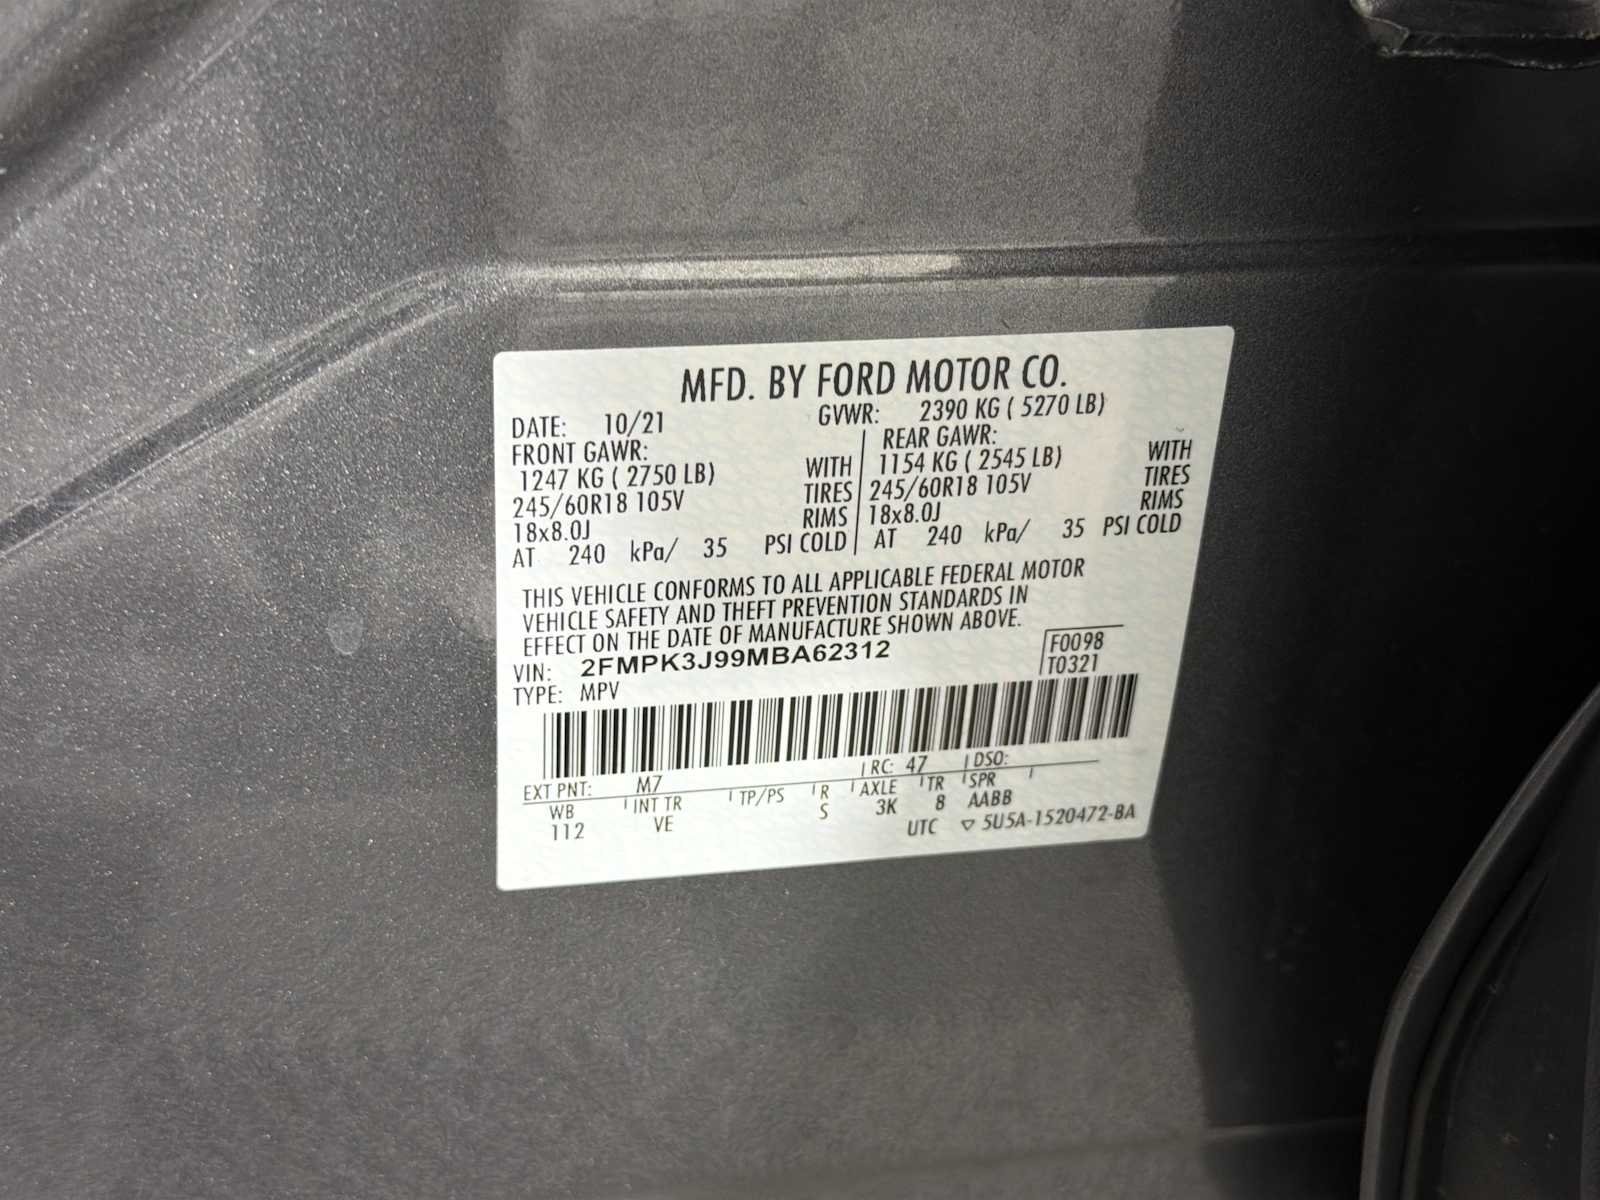 MFD. BY FORD MOTOR CO.
DATE: 10/21 GVWR: 2390 KG ( 5270 LB)
FRONT GAWR: REAR GAWR:
1247 KG ( 2750 LB) WITH 1154 KG ( 2545 LB) WITH
245/60R18 105V TIRES 245/60R18 105V TIRES
18x8.0J RIMS 18x8.0J RIMS
AT 240 kPa/ 35 PSI COLD AT 240 kPa/ 35 PSI COLD
THIS VEHICLE CONFORMS TO ALL APPLICABLE FEDERAL MOTOR
VEHICLE SAFETY AND THEFT PREVENTION STANDARDS IN
EFFECT ON THE DATE OF MANUFACTURE SHOWN ABOVE.
VIN: 2FMPK3J99MBA62312 F0098
TYPE: MPV T0321
EXT PNT: M7 RC: 47 DSO:
WB INT TR TP/PS R AXLE TR SPR
112 VE S 3K 8 AABB
UTC ▽ 5U5A-1520472-BA